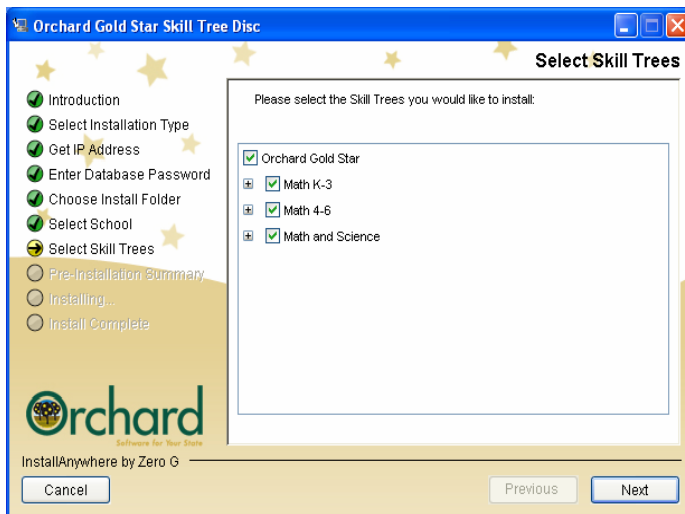 Orchard Gold Star Skill Tree Disc
Select Skill Trees
Introduction
Select Installation Type
Get IP Address
Enter Database Password
Choose Install Folder
Select School
Select Skill Trees
Pre-Installation Summary
Installing...
Install Complete
Please select the Skill Trees you would like to install:
Orchard Gold Star
Math K-3
Math 4-6
Math and Science
Orchard
Software for Your State
InstallAnywhere by Zero G
Cancel
Previous
Next